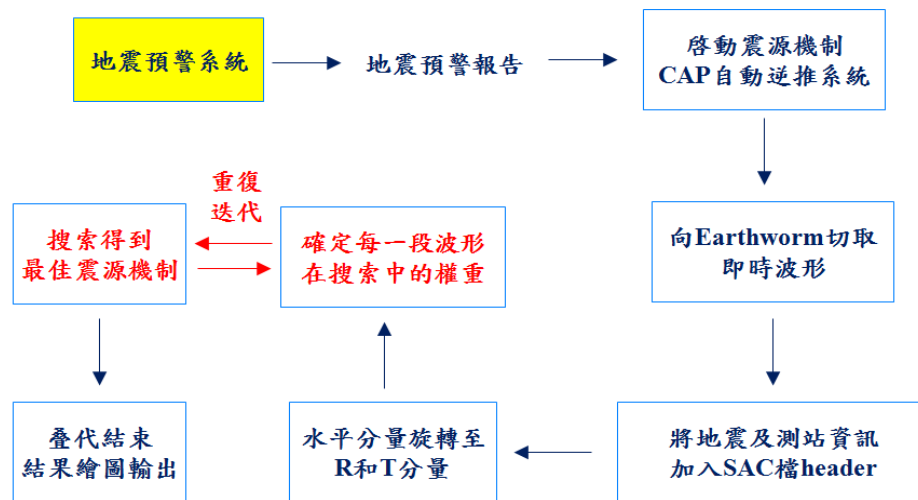 地震預警系統
地震預警報告
啓動震源機制
CAP自動逆推系統
向Earthworm切取
即時波形
將地震及測站資訊
加入SAC檔header
水平分量旋轉至
R和T分量
確定每一段波形
在搜索中的權重
重復
迭代
搜索得到
最佳震源機制
叠代結束
結果繪圖輸出